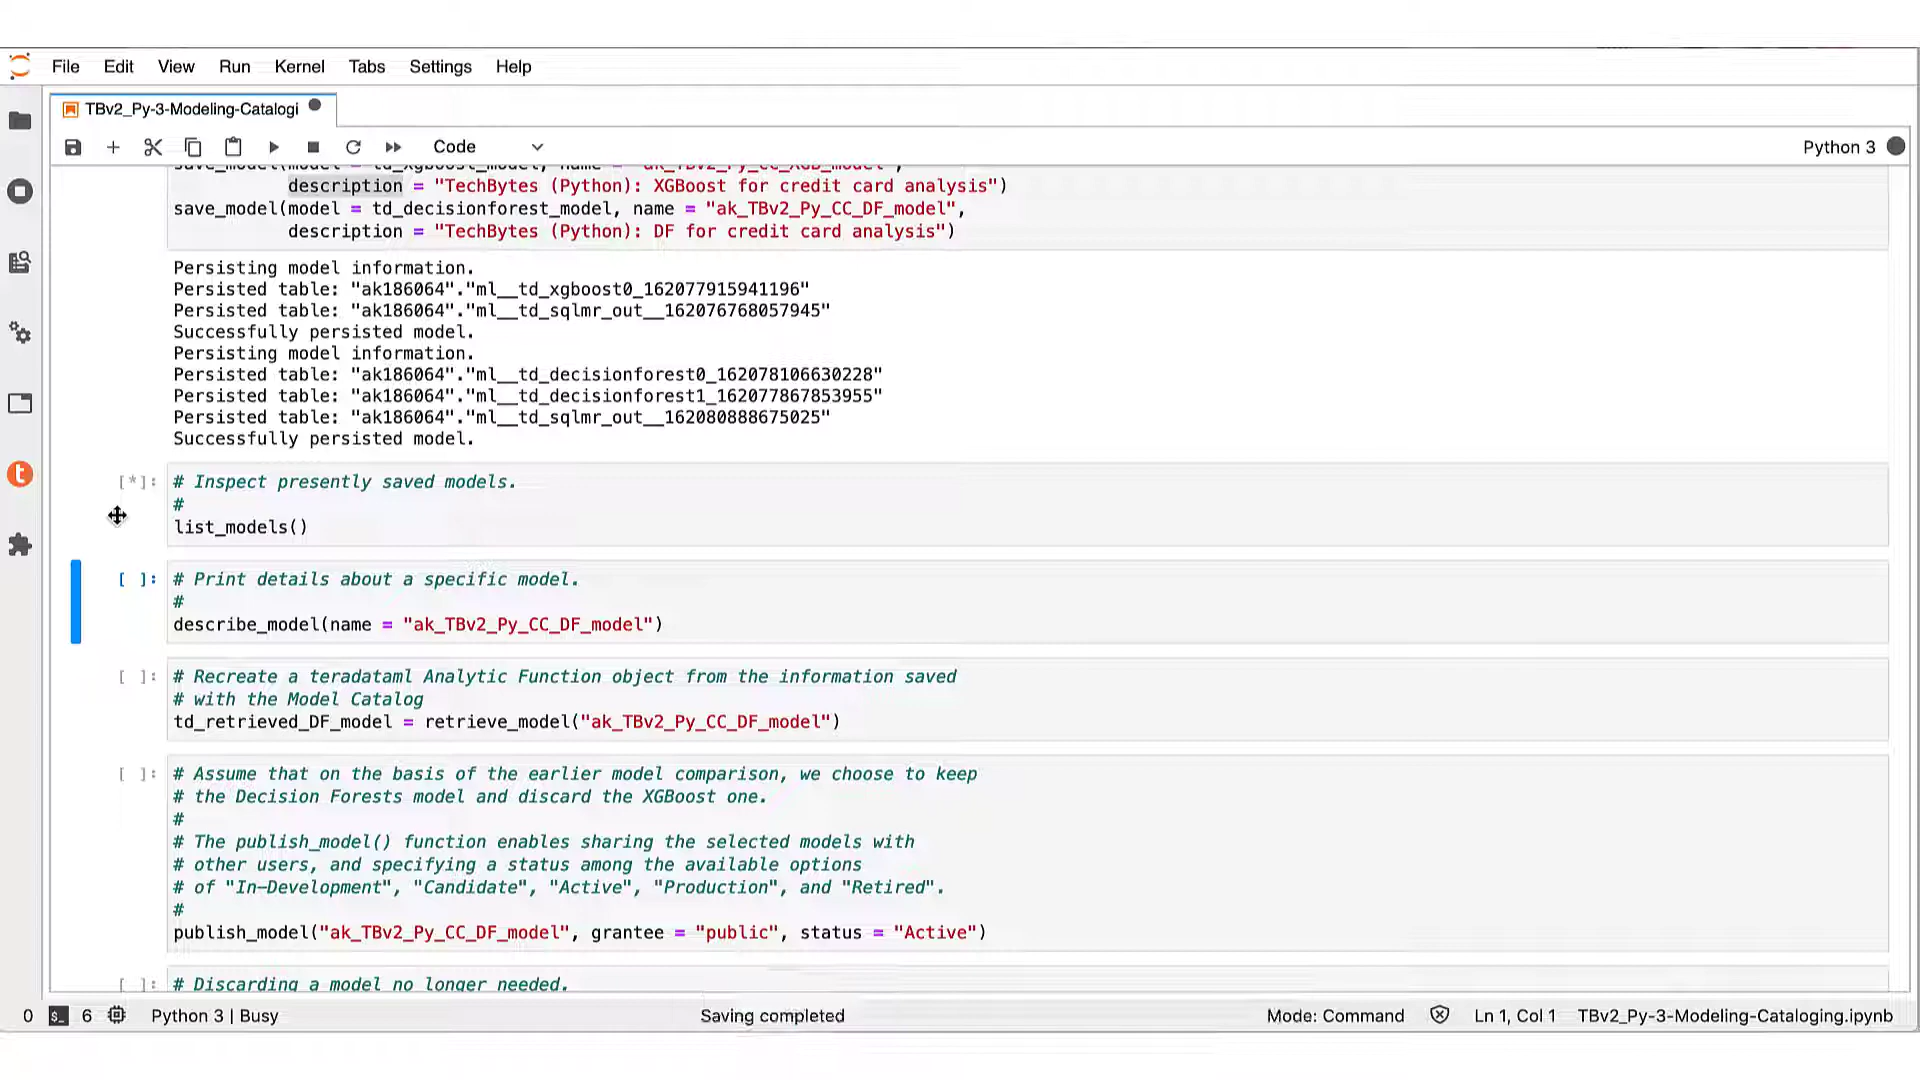 File Edit View Run Kernel Tabs Settings Help
TBv2_Py-3-Modeling-Catalogi
Code
Python 3
save_model(model = td_xgboost_model, name = "ak_TBv2_Py_CC_XGB_model",
description = "TechBytes (Python): XGBoost for credit card analysis")
save_model(model = td_decisionforest_model, name = "ak_TBv2_Py_CC_DF_model",
description = "TechBytes (Python): DF for credit card analysis")
Persisting model information.
Persisted table: "ak186064"."ml__td_xgboost0_162077915941196"
Persisted table: "ak186064"."ml__td_sqlmr_out__162076768057945"
Successfully persisted model.
Persisting model information.
Persisted table: "ak186064"."ml__td_decisionforest0_162078106630228"
Persisted table: "ak186064"."ml__td_decisionforest1_162077867853955"
Persisted table: "ak186064"."ml__td_sqlmr_out__162080888675025"
Successfully persisted model.
[*]: # Inspect presently saved models.
#
list_models()
[ ]: # Print details about a specific model.
#
describe_model(name = "ak_TBv2_Py_CC_DF_model")
[ ]: # Recreate a teradataml Analytic Function object from the information saved
# with the Model Catalog
td_retrieved_DF_model = retrieve_model("ak_TBv2_Py_CC_DF_model")
[ ]: # Assume that on the basis of the earlier model comparison, we choose to keep
# the Decision Forests model and discard the XGBoost one.
#
# The publish_model() function enables sharing the selected models with
# other users, and specifying a status among the available options
# of "In-Development", "Candidate", "Active", "Production", and "Retired".
#
publish_model("ak_TBv2_Py_CC_DF_model", grantee = "public", status = "Active")
[ ]: # Discarding a model no longer needed.
0 $_ 6 Python 3 | Busy Saving completed Mode: Command Ln 1, Col 1 TBv2_Py-3-Modeling-Cataloging.ipynb